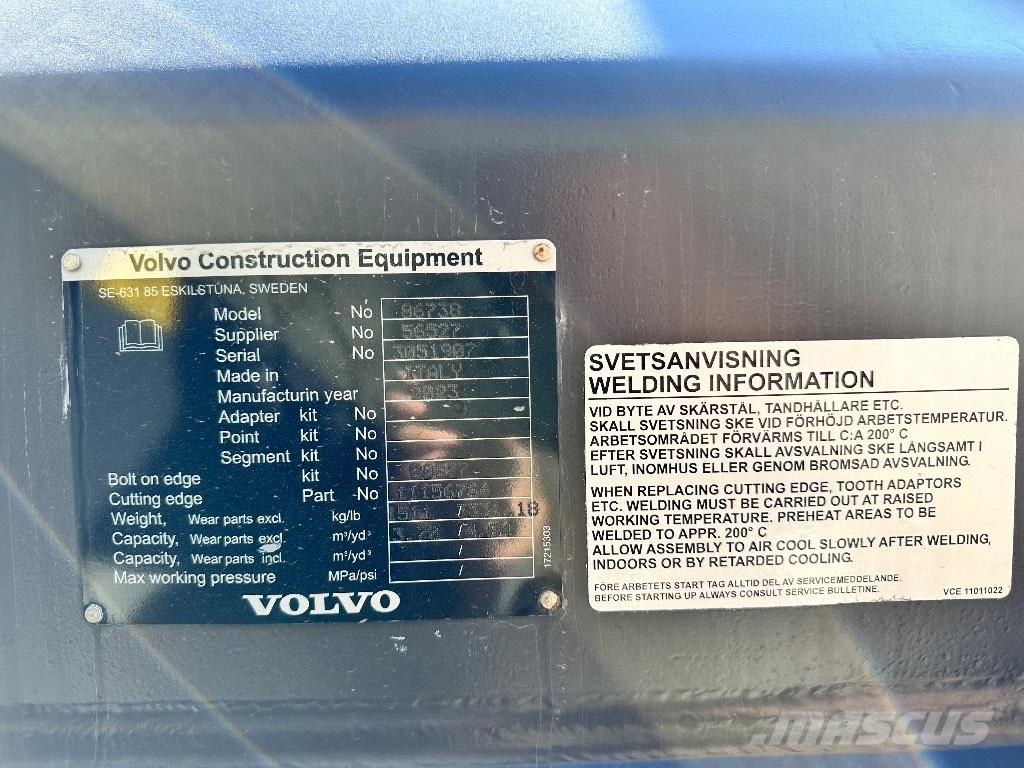 Volvo Construction Equipment
SE-631 85 ESKILSTUNA, SWEDEN
Model No 86738
Supplier No 56527
Serial No 3051907
Made in ITALY
Manufacturin year
Adapter kit No
Point kit No
Segment kit No
Bolt on edge kit No
Cutting edge Part No
Weight, Wear parts excl. kg/lb /
Capacity, Wear parts excl. m³/yd³ /
Capacity, Wear parts incl. m³/yd³ /
Max working pressure MPa/psi /
17215303
VOLVO
SVETSANVISNING
WELDING INFORMATION
VID BYTE AV SKÄRSTÅL, TANDHÅLLARE ETC.
SKALL SVETSNING SKE VID FÖRHÖJD ARBETSTEMPERATUR.
ARBETSOMRÅDET FÖRVÄRMS TILL C:A 200° C
EFTER SVETSNING SKALL AVSVALNING SKE LÅNGSAMT I
LUFT, INOMHUS ELLER GENOM BROMSAD AVSVALNING.
WHEN REPLACING CUTTING EDGE, TOOTH ADAPTORS
ETC. WELDING MUST BE CARRIED OUT AT RAISED
WORKING TEMPERATURE. PREHEAT AREAS TO BE
WELDED TO APPR. 200° C
ALLOW ASSEMBLY TO AIR COOL SLOWLY AFTER WELDING,
INDOORS OR BY RETARDED COOLING.
FÖRE ARBETETS START TAG ALLTID DEL AV SERVICEMEDDELANDE.
BEFORE STARTING UP ALWAYS CONSULT SERVICE BULLETINE.
VCE 11011022
MASCUS